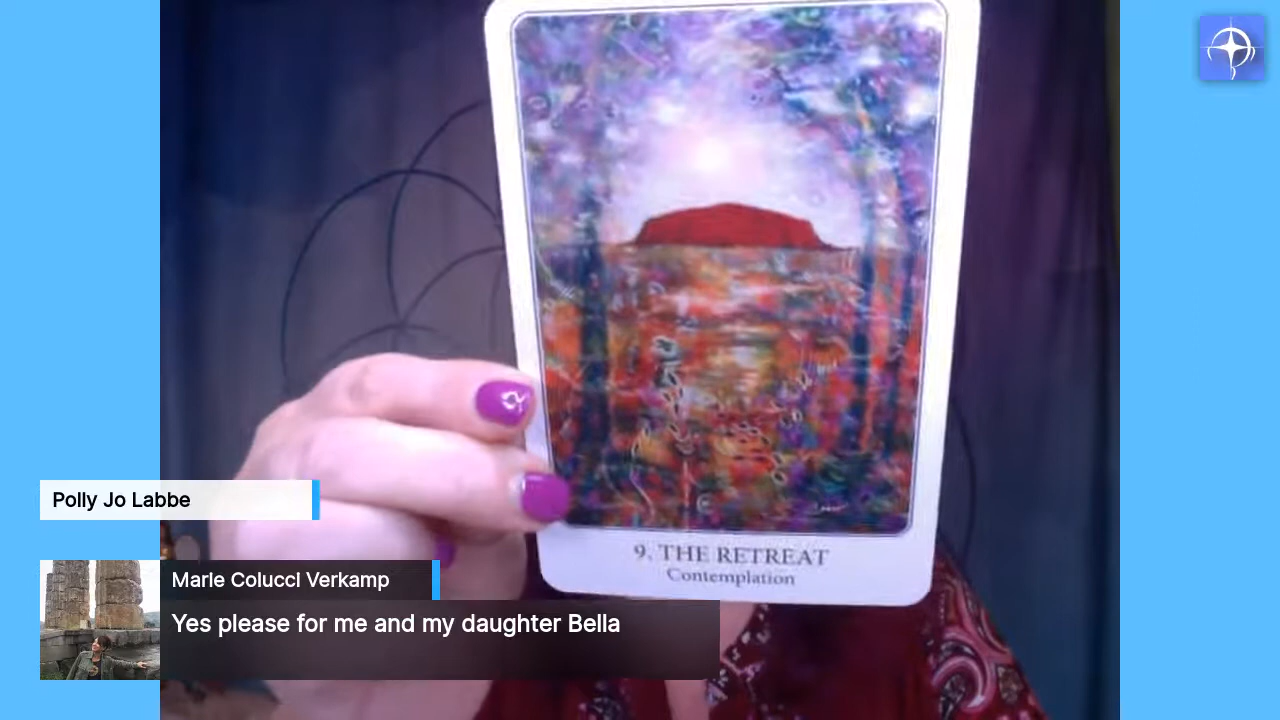 9. THE RETREAT
Contemplation
Polly Jo Labbe
Marie Colucci Verkamp
Yes please for me and my daughter Bella